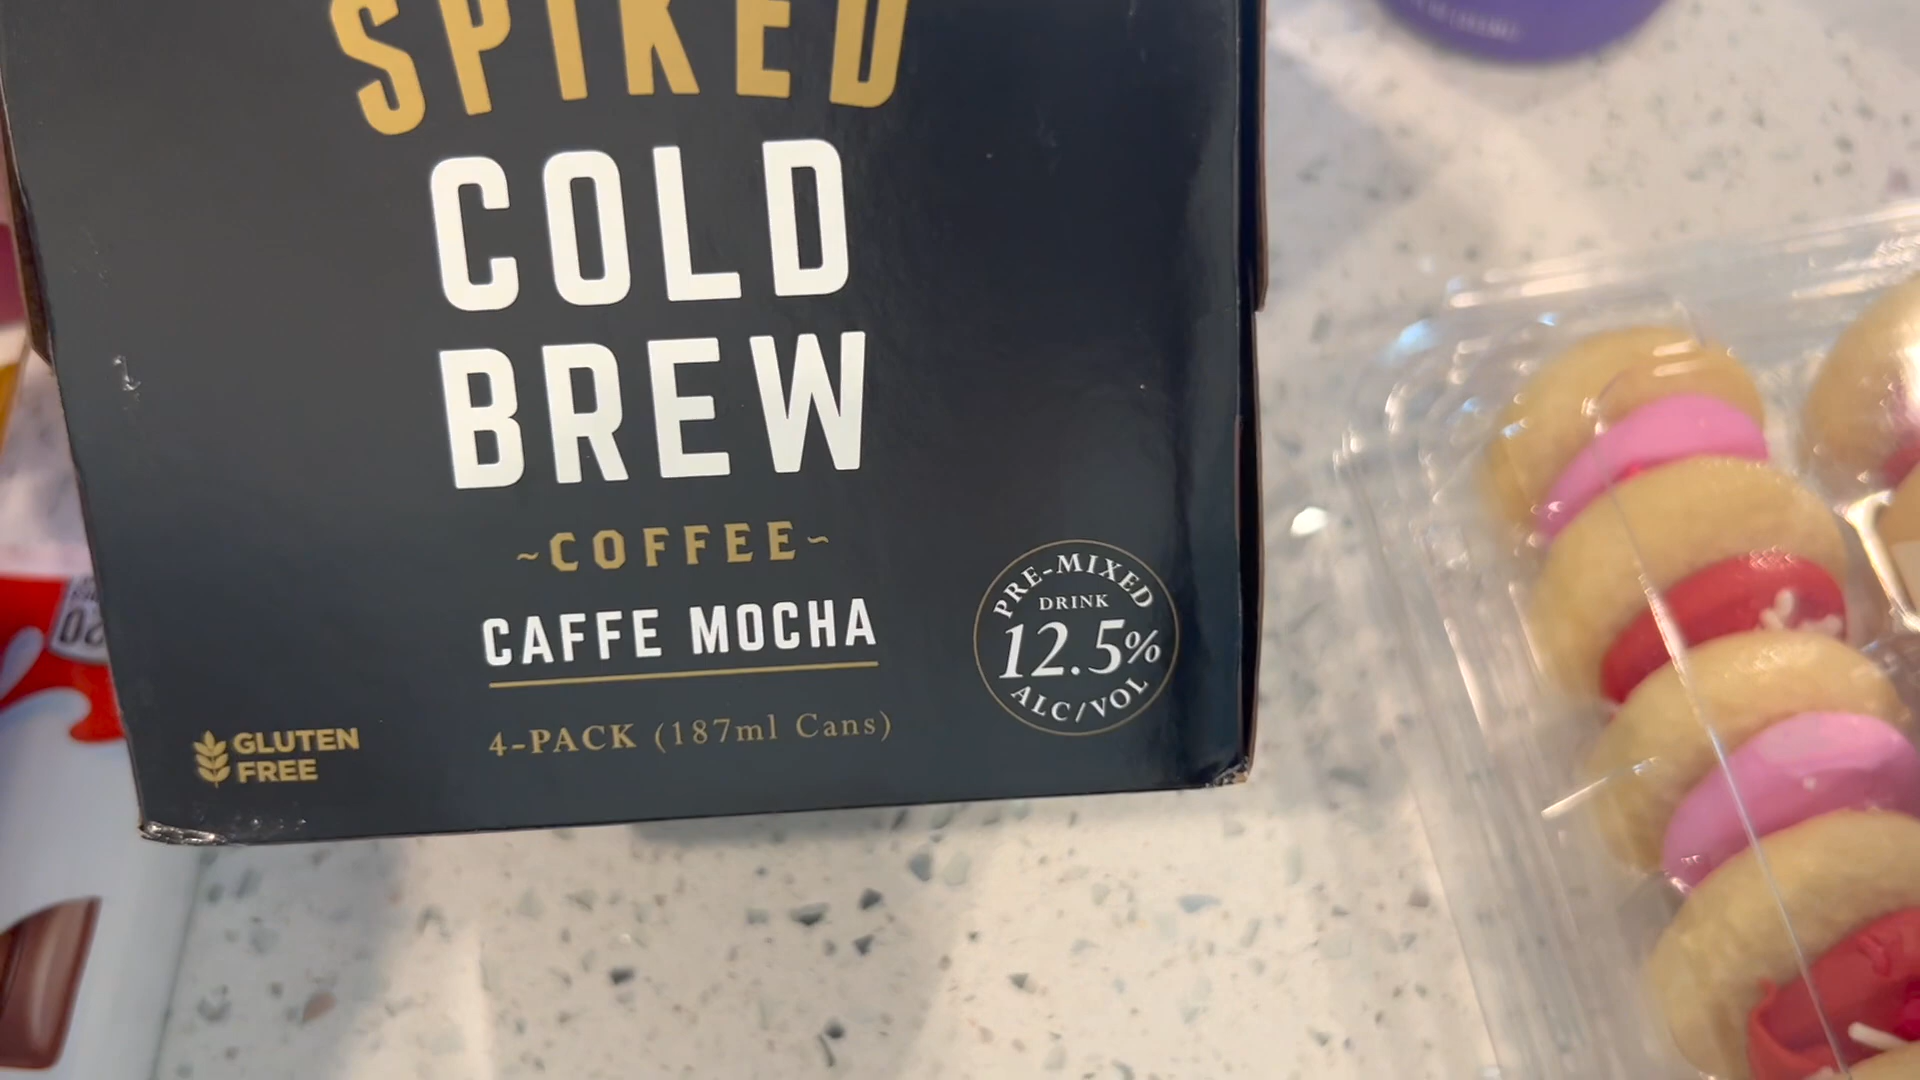 SPIKED
COLD
BREW
~COFFEE~
CAFFE MOCHA
4-PACK (187ml Cans)
GLUTEN
FREE
PRE-MIXED
DRINK
12.5%
ALC/VOL